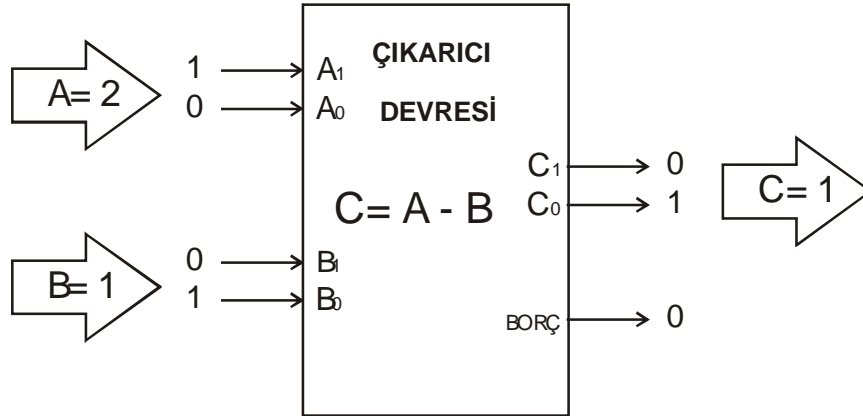 A= 2
1
0
A1
A0
ÇIKARICI
DEVRESİ
C= A - B
B= 1
0
1
B1
B0
C1
C0
BORÇ
0
1
0
C= 1